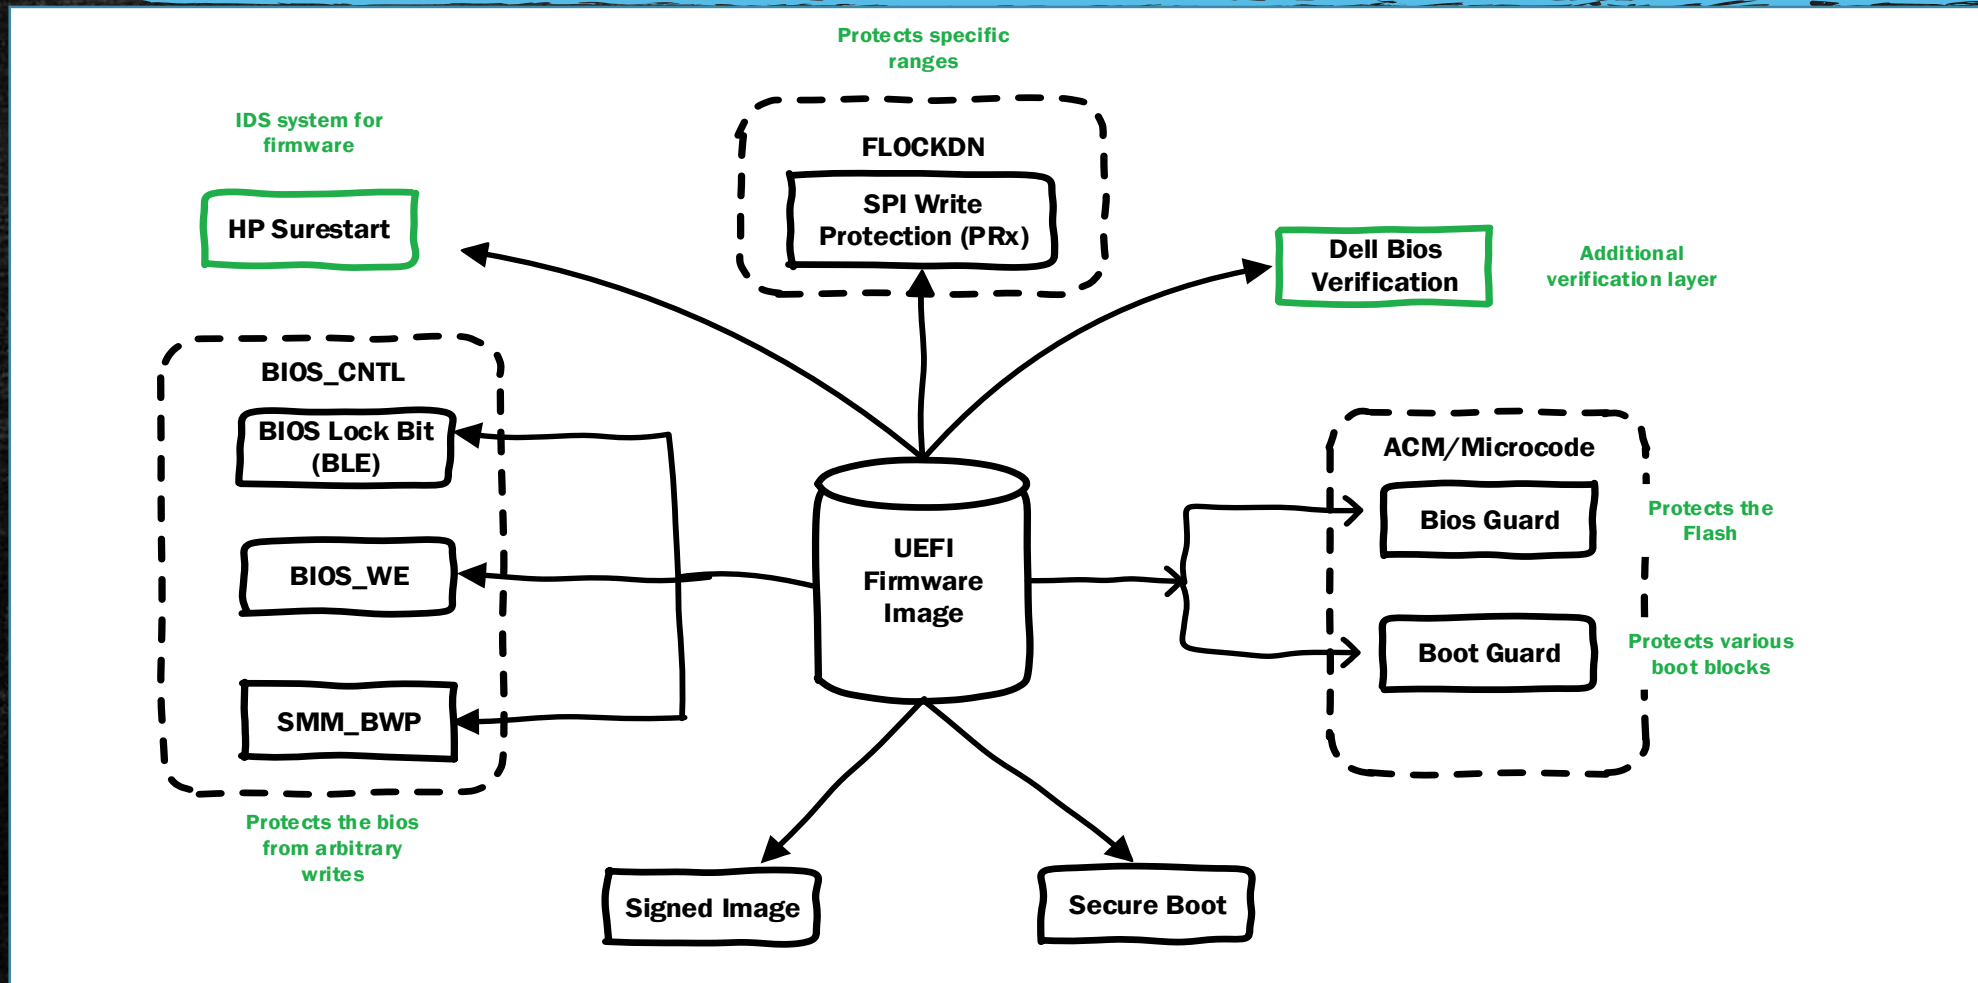 Protects specific
ranges
IDS system for
firmware
FLOCKDN
SPI Write
Protection (PRx)
HP Surestart
Dell Bios
Verification
Additional
verification layer
BIOS_CNTL
BIOS Lock Bit
(BLE)
BIOS_WE
SMM_BWP
Protects the bios
from arbitrary
writes
UEFI
Firmware
Image
ACM/Microcode
Bios Guard
Protects the
Flash
Boot Guard
Protects various
boot blocks
Signed Image
Secure Boot